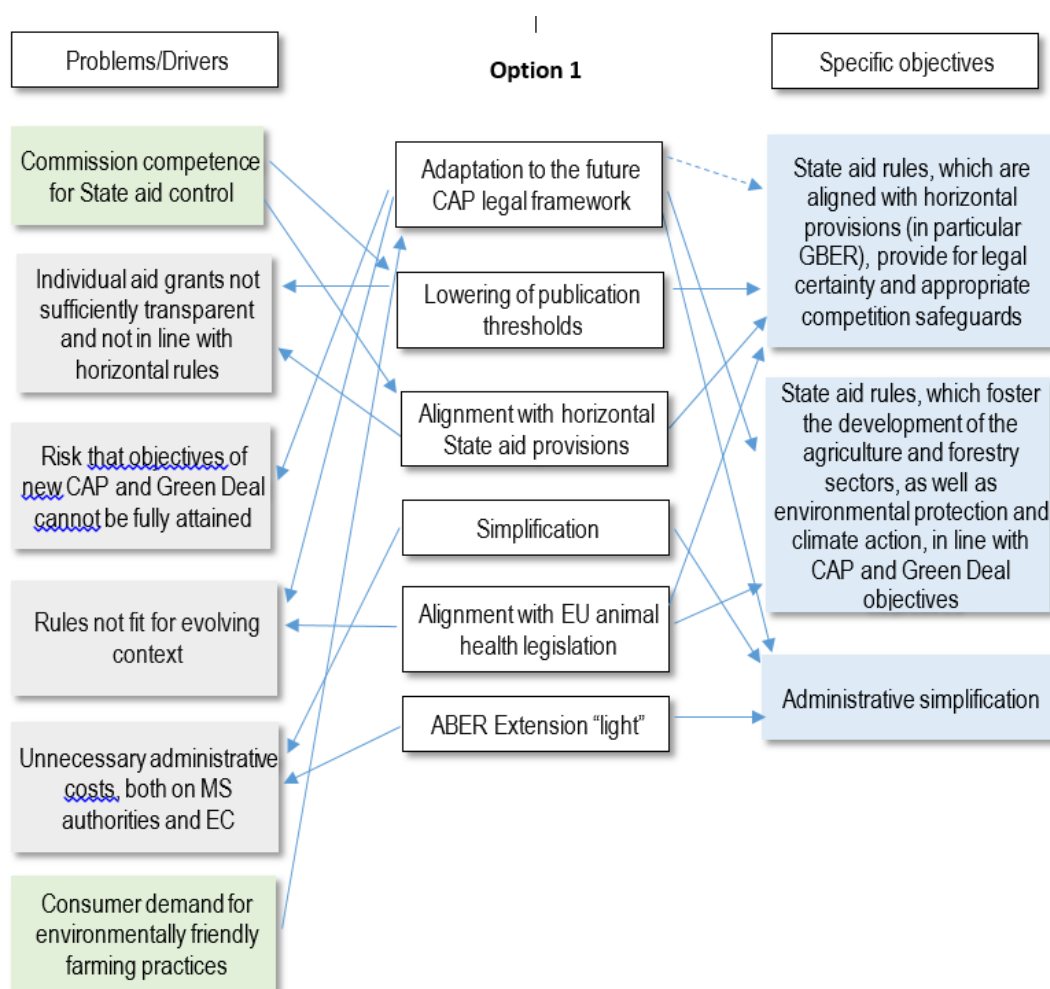 Problems/Drivers
Option 1
Specific objectives
Commission competence
for State aid control
Individual aid grants not
sufficiently transparent
and not in line with
horizontal rules
Risk that objectives of
new CAP and Green Deal
cannot be fully attained
Rules not fit for evolving
context
Unnecessary administrative
costs, both on MS
authorities and EC
Consumer demand for
environmentally friendly
farming practices
Adaptation to the future
CAP legal framework
Lowering of publication
thresholds
Alignment with horizontal
State aid provisions
Simplification
Alignment with EU animal
health legislation
ABER Extension “light”
State aid rules, which are
aligned with horizontal
provisions (in particular
GBER), provide for legal
certainty and appropriate
competition safeguards
State aid rules, which foster
the development of the
agriculture and forestry
sectors, as well as
environmental protection and
climate action, in line with
CAP and Green Deal
objectives
Administrative simplification